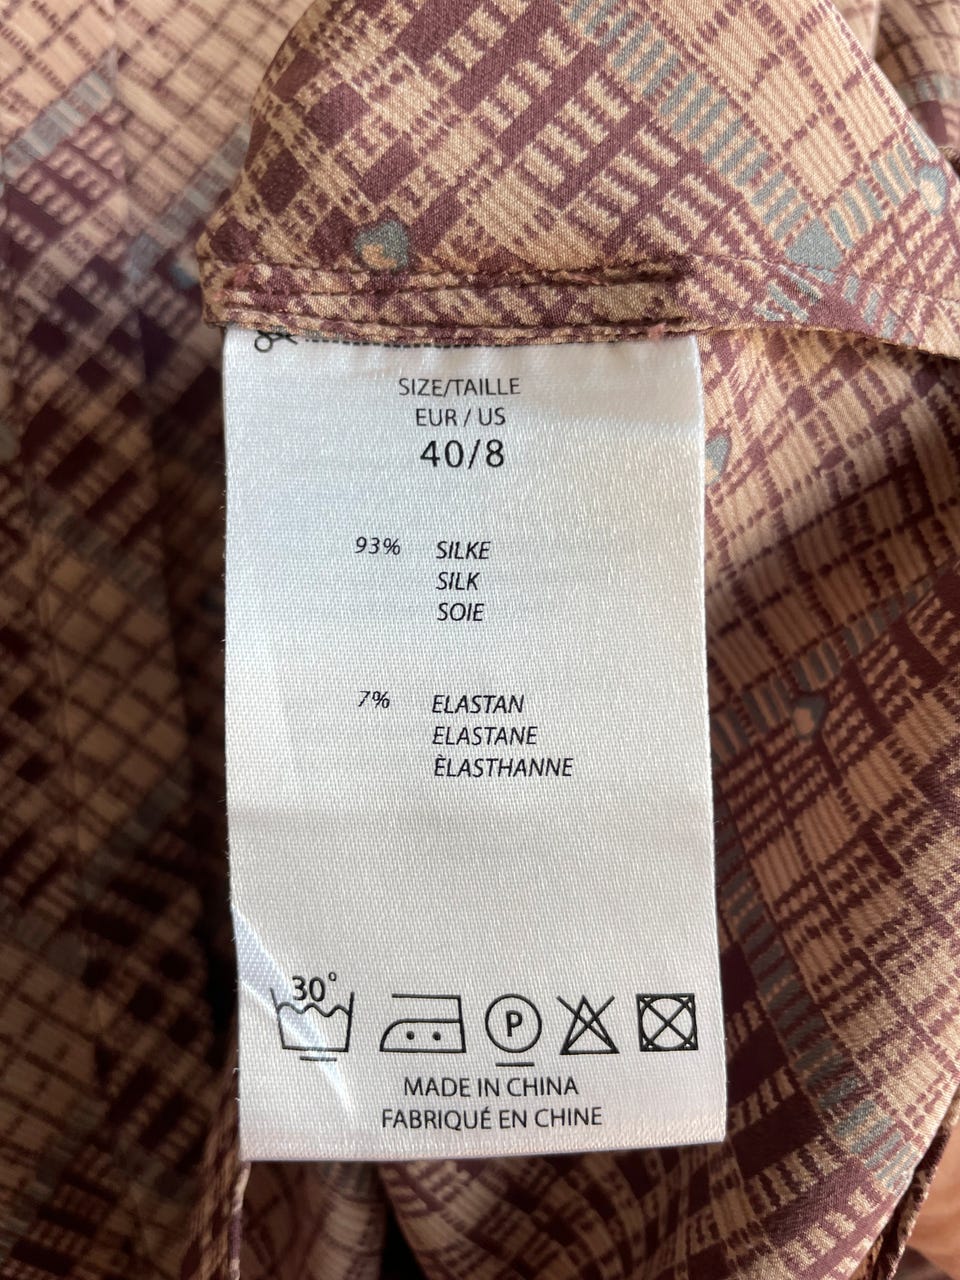 SIZE/TAILLE
EUR / US
40/8
93% SILKE
SILK
SOIE
7% ELASTAN
ELASTANE
ÈLASTHANNE
30°
P
MADE IN CHINA
FABRIQUÉ EN CHINE